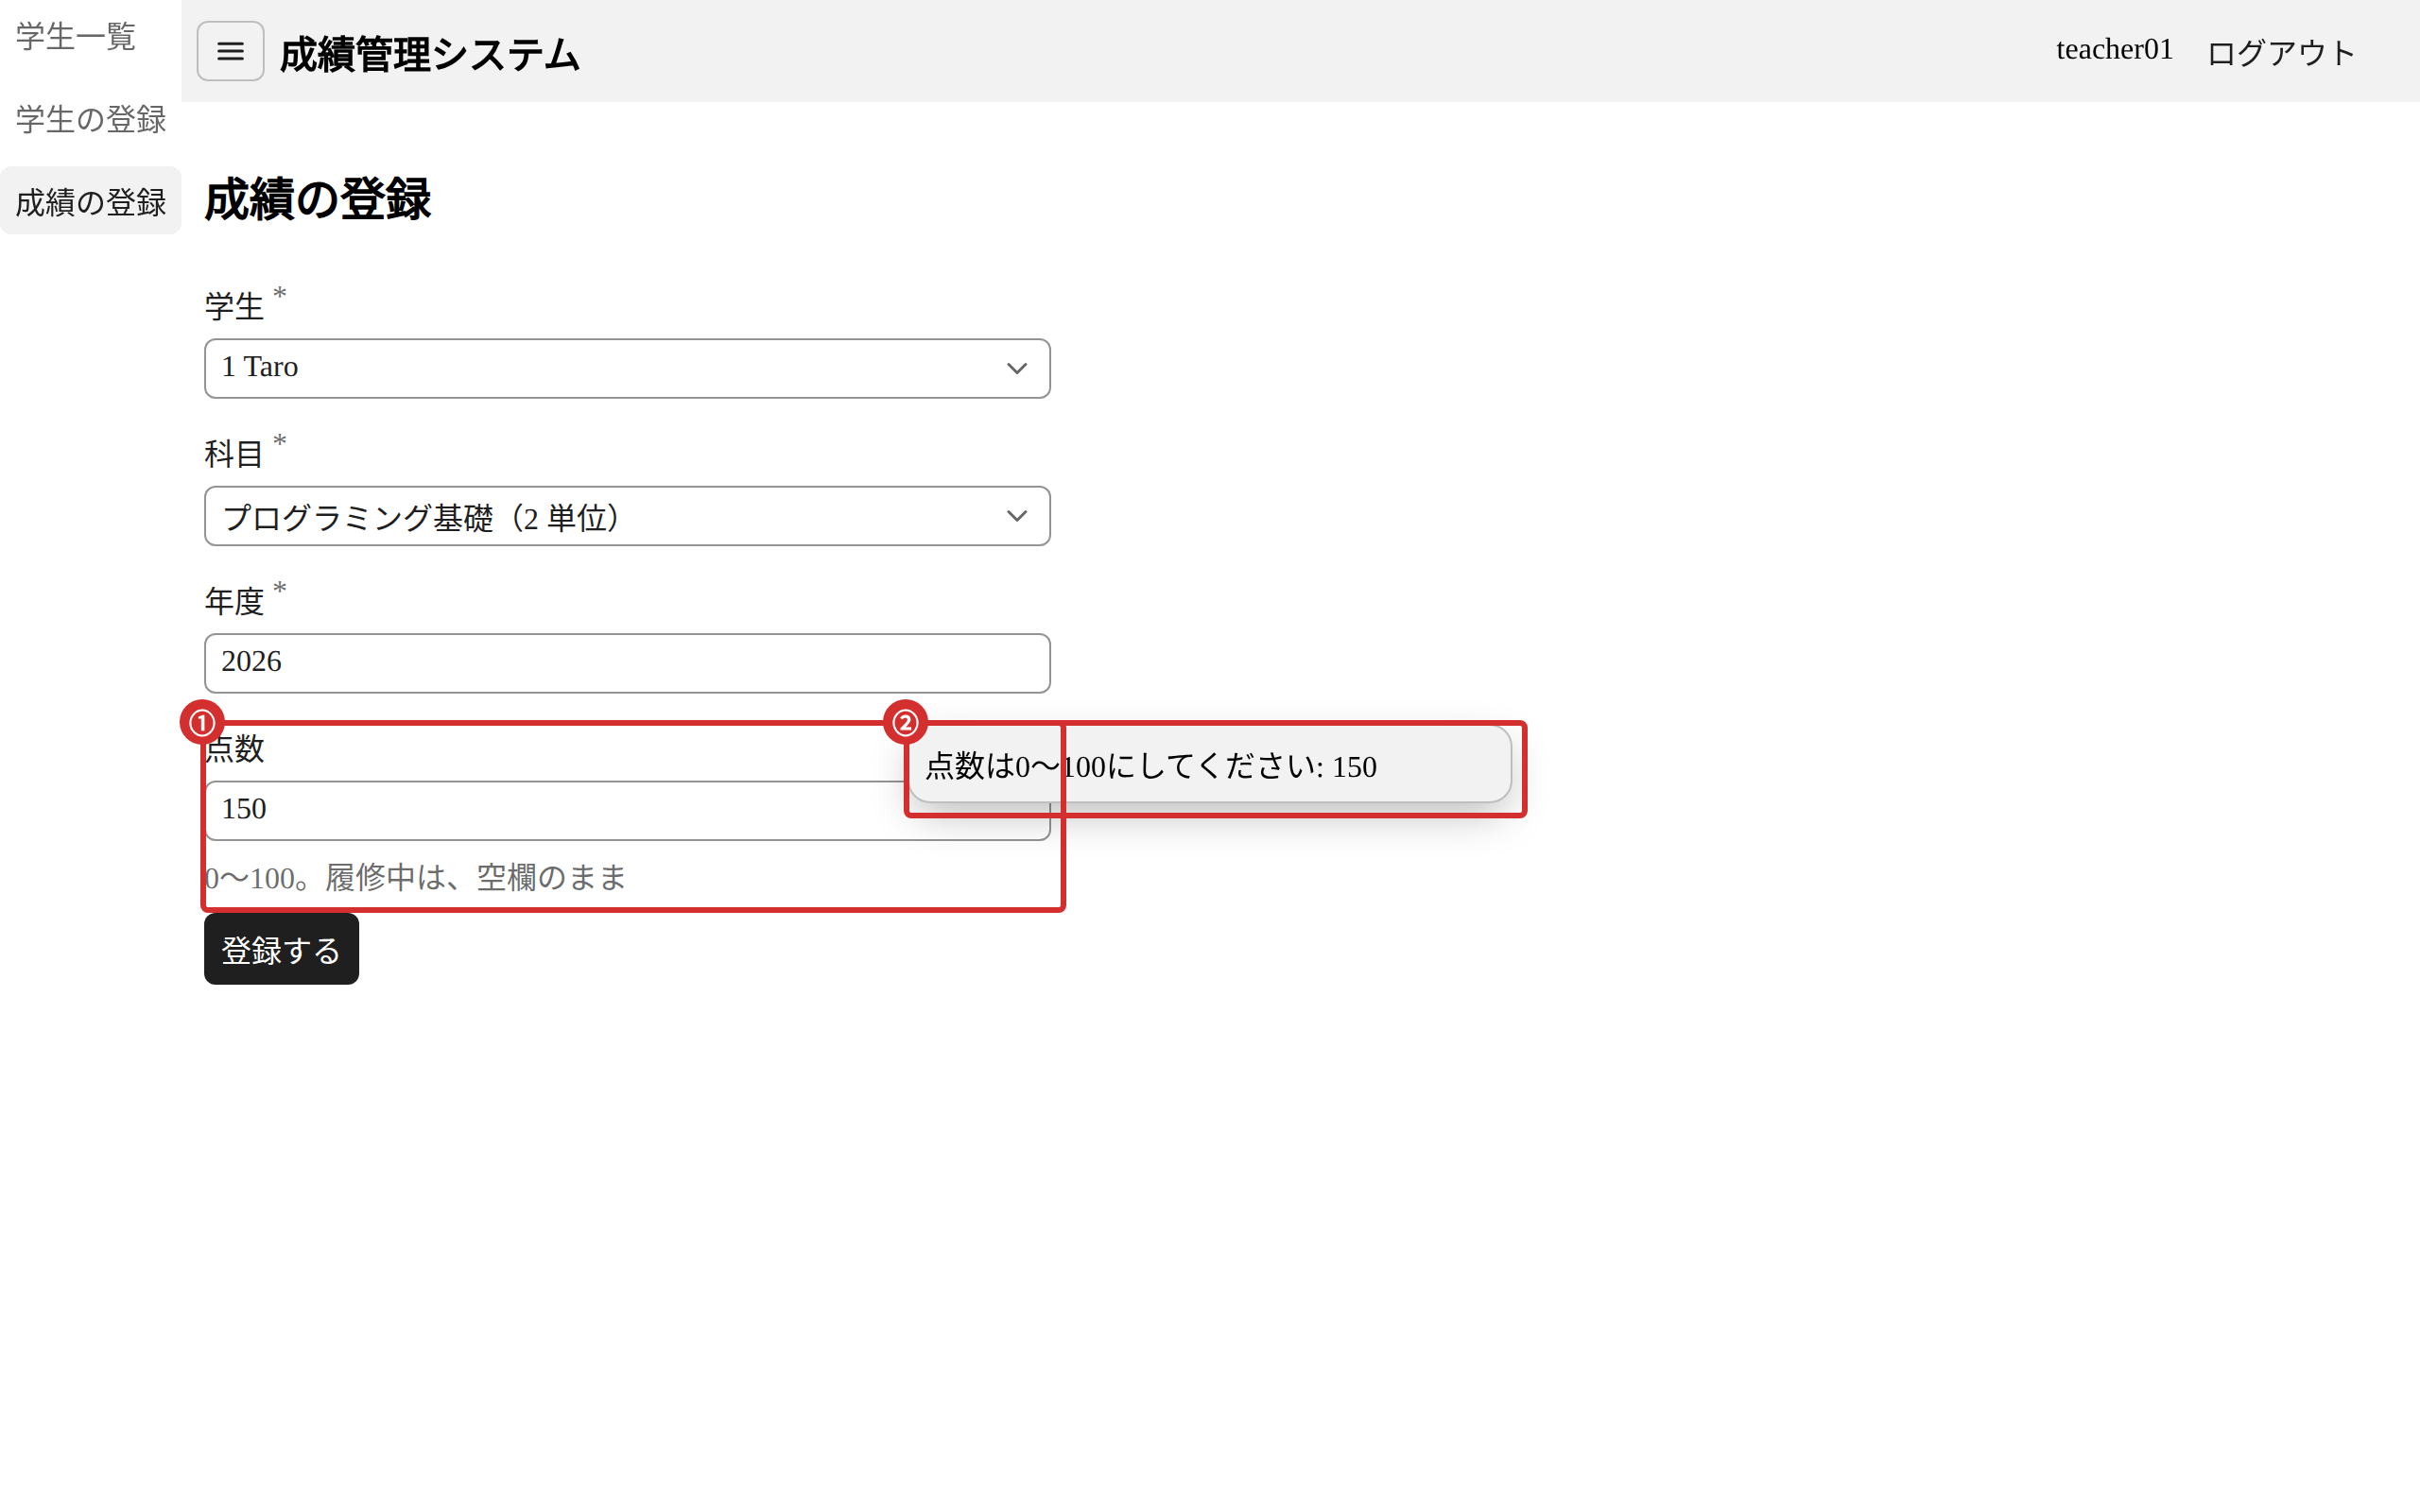 学生一覧
学生の登録
成績の登録
成績管理システム
teacher01 ログアウト
成績の登録
学生 *
1 Taro
科目 *
プログラミング基礎（2 単位）
年度 *
2026
①
点数
150
0〜100。履修中は、空欄のまま
②
点数は0〜100にしてください: 150
登録する